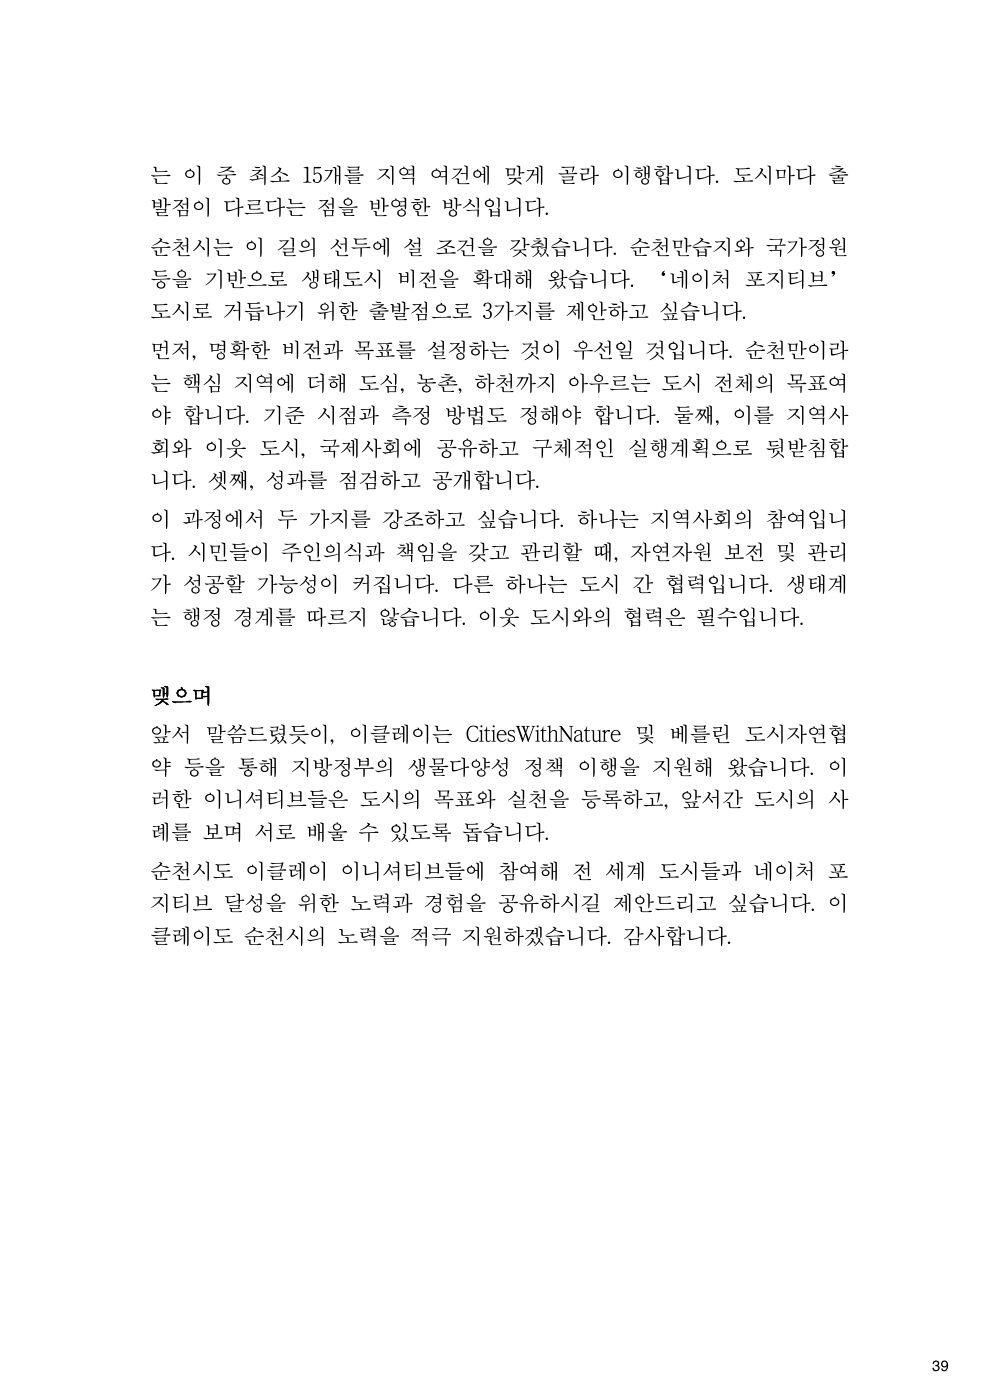 는 이 중 최소 15개를 지역 여건에 맞게 골라 이행합니다. 도시마다 출
발점이 다르다는 점을 반영한 방식입니다.
순천시는 이 길의 선두에 설 조건을 갖췄습니다. 순천만습지와 국가정원
등을 기반으로 생태도시 비전을 확대해 왔습니다. ‘네이처 포지티브’
도시로 거듭나기 위한 출발점으로 3가지를 제안하고 싶습니다.
먼저, 명확한 비전과 목표를 설정하는 것이 우선일 것입니다. 순천만이라
는 핵심 지역에 더해 도심, 농촌, 하천까지 아우르는 도시 전체의 목표여
야 합니다. 기준 시점과 측정 방법도 정해야 합니다. 둘째, 이를 지역사
회와 이웃 도시, 국제사회에 공유하고 구체적인 실행계획으로 뒷받침합
니다. 셋째, 성과를 점검하고 공개합니다.
이 과정에서 두 가지를 강조하고 싶습니다. 하나는 지역사회의 참여입니
다. 시민들이 주인의식과 책임을 갖고 관리할 때, 자연자원 보전 및 관리
가 성공할 가능성이 커집니다. 다른 하나는 도시 간 협력입니다. 생태계
는 행정 경계를 따르지 않습니다. 이웃 도시와의 협력은 필수입니다.
맺으며
앞서 말씀드렸듯이, 이클레이는 CitiesWithNature 및 베를린 도시자연협
약 등을 통해 지방정부의 생물다양성 정책 이행을 지원해 왔습니다. 이
러한 이니셔티브들은 도시의 목표와 실천을 등록하고, 앞서간 도시의 사
례를 보며 서로 배울 수 있도록 돕습니다.
순천시도 이클레이 이니셔티브들에 참여해 전 세계 도시들과 네이처 포
지티브 달성을 위한 노력과 경험을 공유하시길 제안드리고 싶습니다. 이
클레이도 순천시의 노력을 적극 지원하겠습니다. 감사합니다.
39